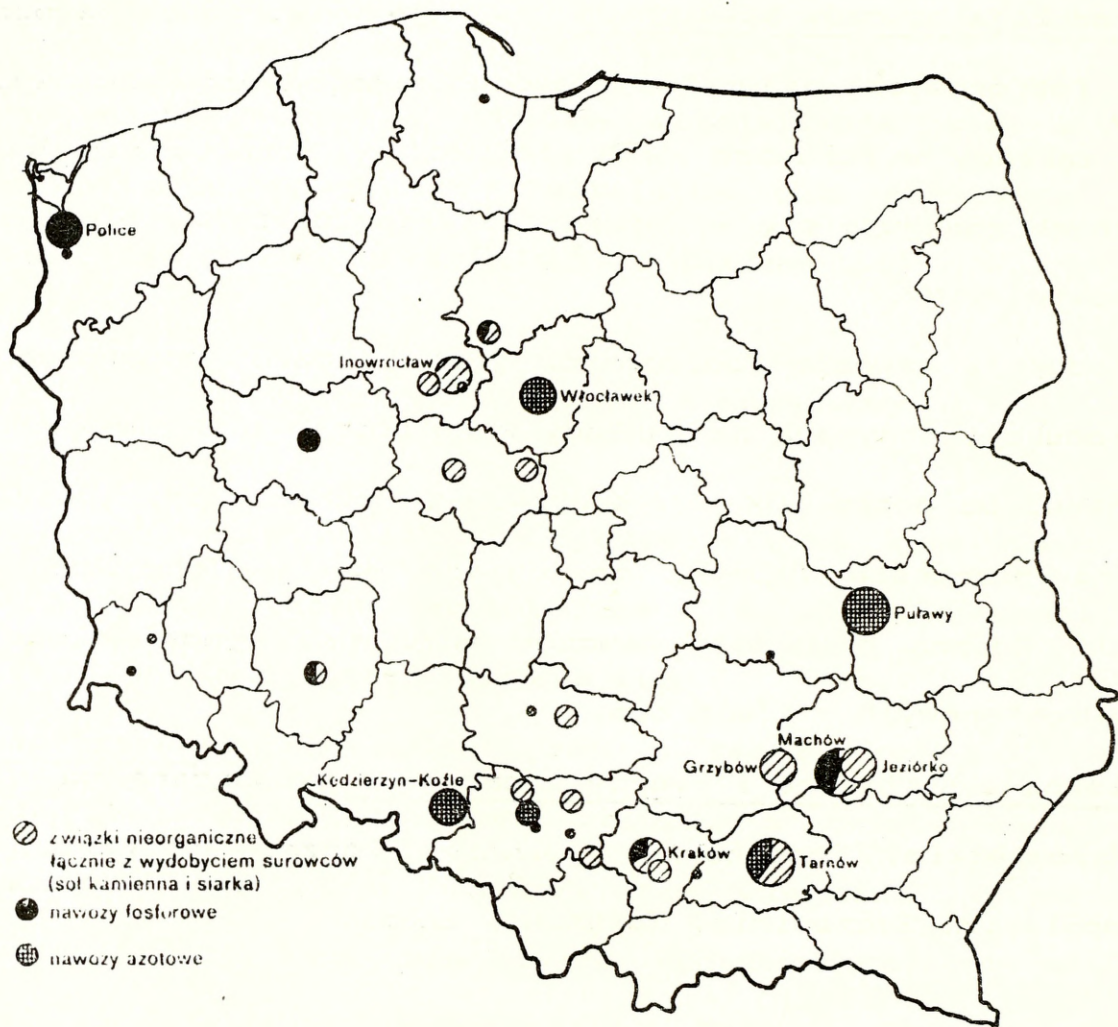 Police
Inowrocław
Włocławek
Puławy
Machów
Grzybów
Jeziórko
Kędzierzyn-Koźle
Kraków
Tarnów
związki nieorganiczne
łącznie z wydobyciem surowców
(sól kamienna i siarka)
nawozy fosforowe
nawozy azotowe